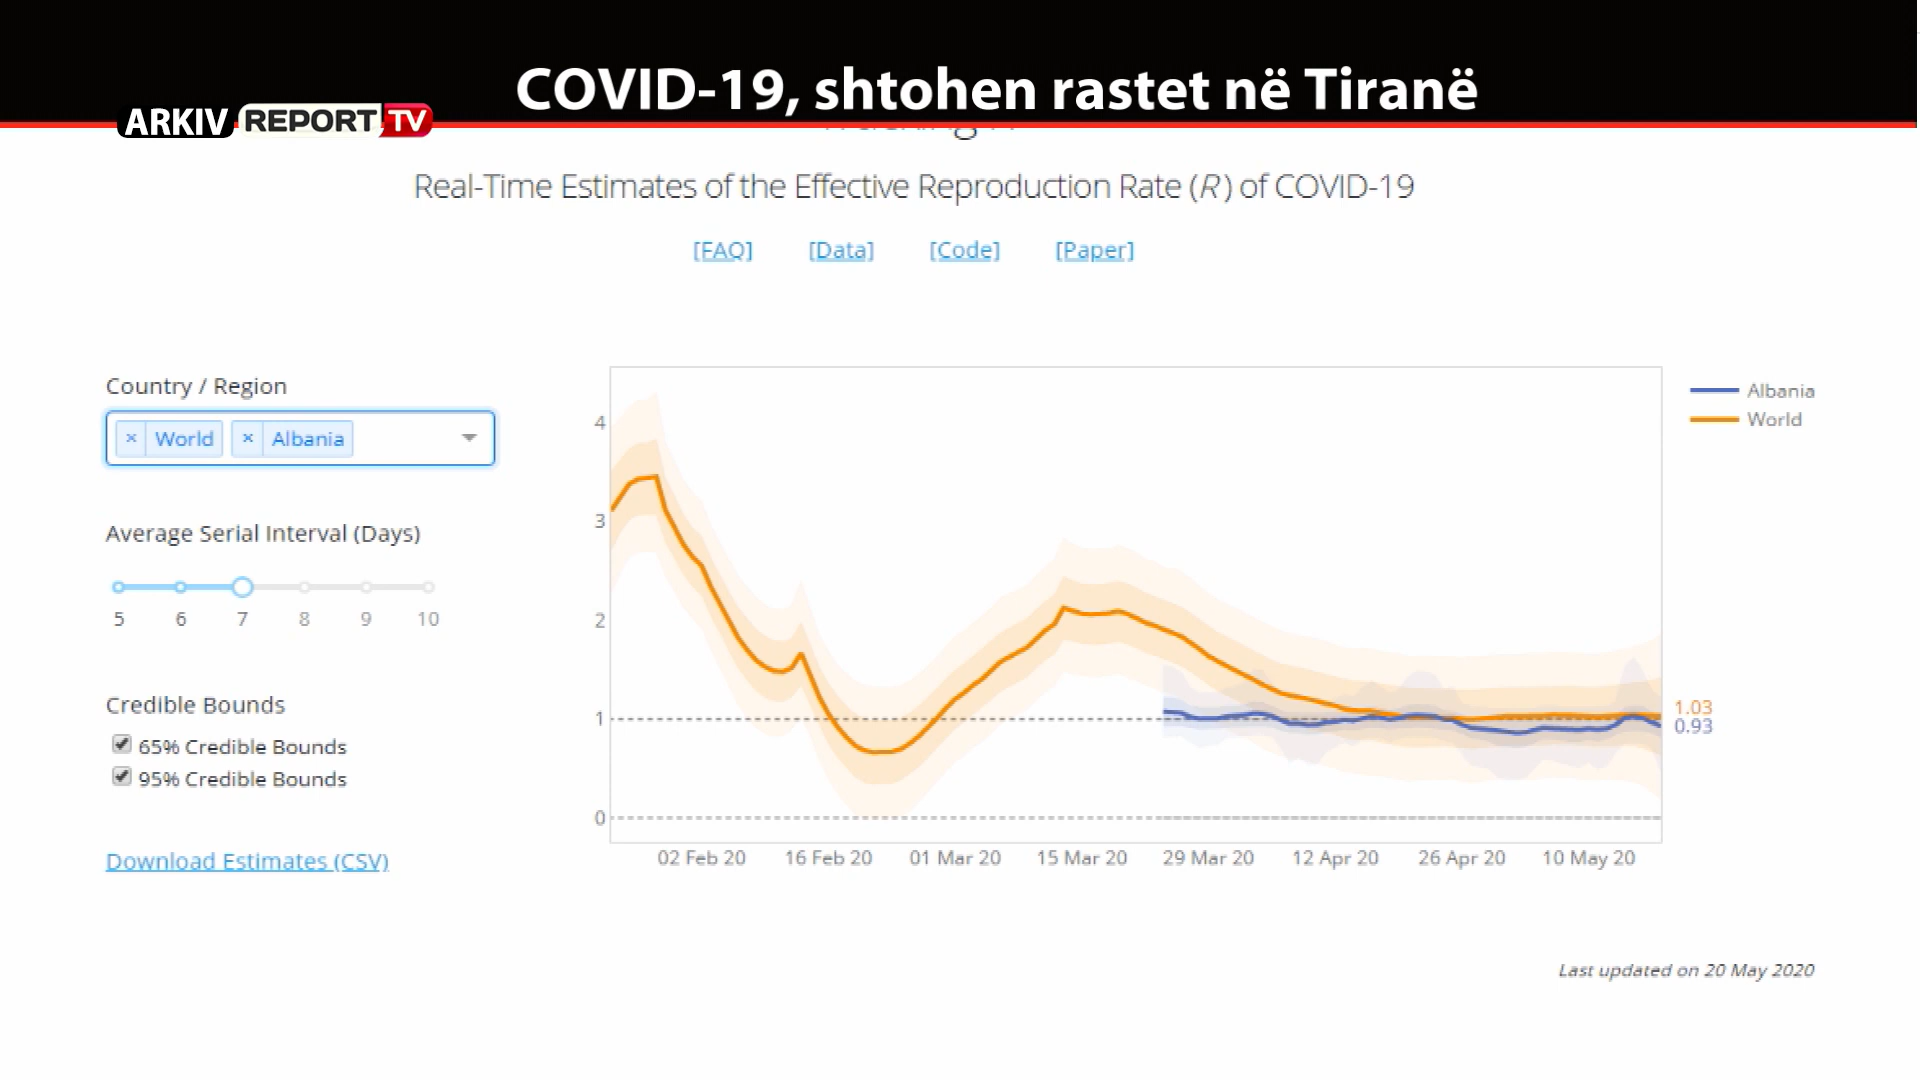 COVID-19, shtohen rastet në Tiranë
ARKIV REPORT TV
Real-Time Estimates of the Effective Reproduction Rate (R) of COVID-19
[FAQ] [Data] [Code] [Paper]
Country / Region
× World × Albania
Average Serial Interval (Days)
5 6 7 8 9 10
Credible Bounds
65% Credible Bounds
95% Credible Bounds
Download Estimates (CSV)
4
3
2
1
0
02 Feb 20 16 Feb 20 01 Mar 20 15 Mar 20 29 Mar 20 12 Apr 20 26 Apr 20 10 May 20
Albania
World
1.03
0.93
Last updated on 20 May 2020